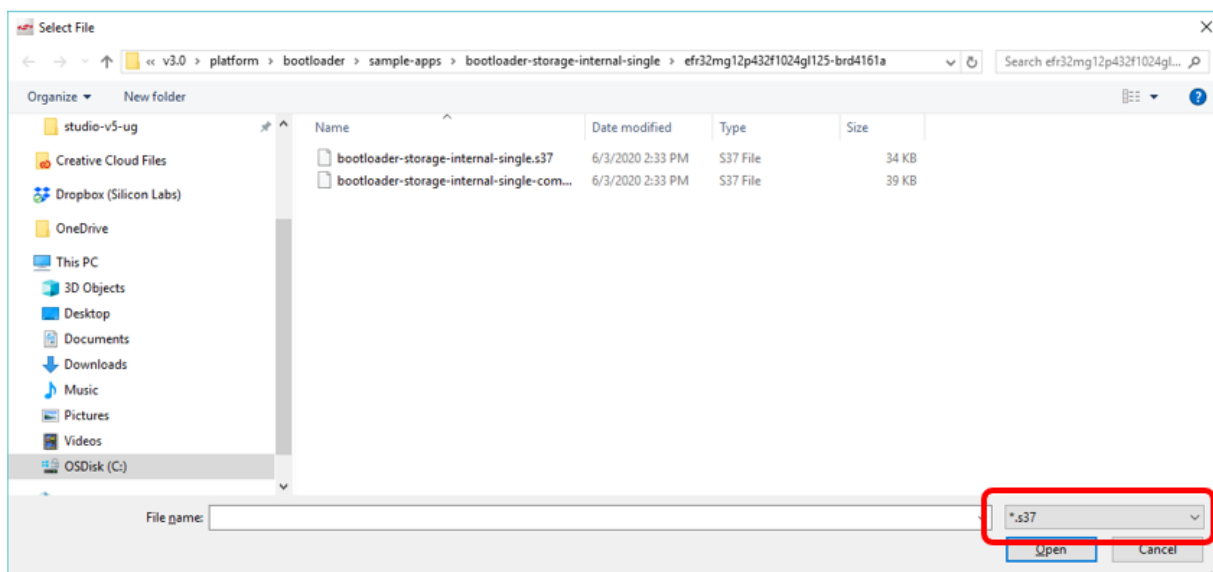 Select File
« v3.0 › platform › bootloader › sample-apps › bootloader-storage-internal-single › efr32mg12p432f1024gl125-brd4161a
Search efr32mg12p432f1024gl...
Organize
New folder
studio-v5-ug
Creative Cloud Files
Dropbox (Silicon Labs)
OneDrive
This PC
3D Objects
Desktop
Documents
Downloads
Music
Pictures
Videos
OSDisk (C:)
Name Date modified Type Size
bootloader-storage-internal-single.s37 6/3/2020 2:33 PM S37 File 34 KB
bootloader-storage-internal-single-com... 6/3/2020 2:33 PM S37 File 39 KB
File name:
*.s37
Open Cancel